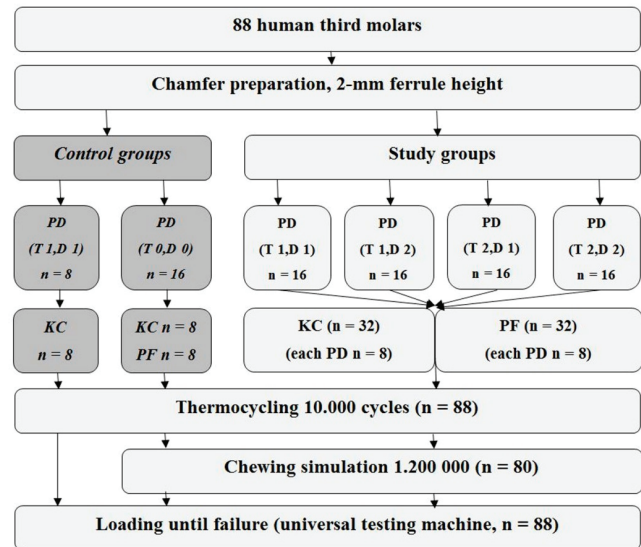 88 human third molars
Chamfer preparation, 2-mm ferrule height
Control groups
Study groups
PD
(T 1,D 1)
n = 8
PD
(T 0,D 0)
n = 16
PD
(T 1,D 1)
n = 16
PD
(T 1,D 2)
n = 16
PD
(T 2,D 1)
n = 16
PD
(T 2,D 2)
n = 16
KC
n = 8
KC n = 8
PF n = 8
KC (n = 32)
(each PD n = 8)
PF (n = 32)
(each PD n = 8)
Thermocycling 10.000 cycles (n = 88)
Chewing simulation 1.200 000 (n = 80)
Loading until failure (universal testing machine, n = 88)